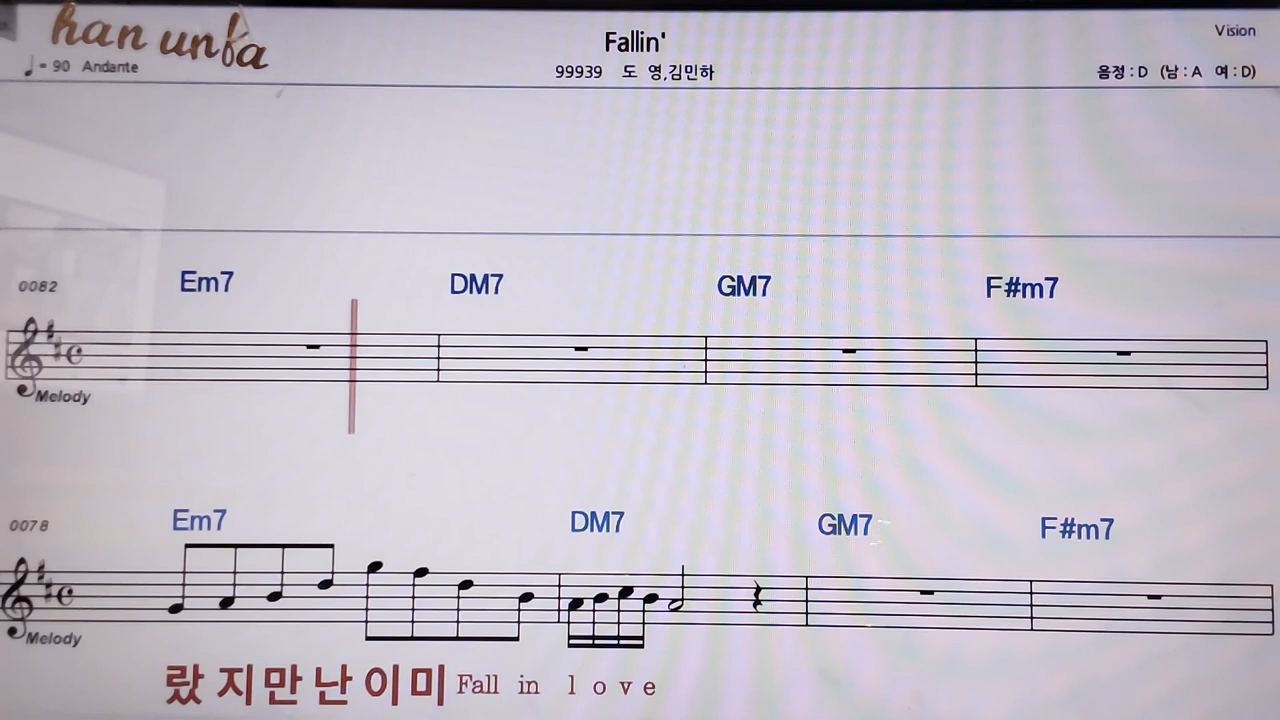 han unba
Fallin'
Vision
♩= 90 Andante
99939 도 영,김민하
음정 : D (남 : A 여 : D)
0082 Em7 DM7 GM7 F#m7
Melody
0078 Em7 DM7 GM7 F#m7
Melody
랐 지 만 난 이 미 Fall in l o v e